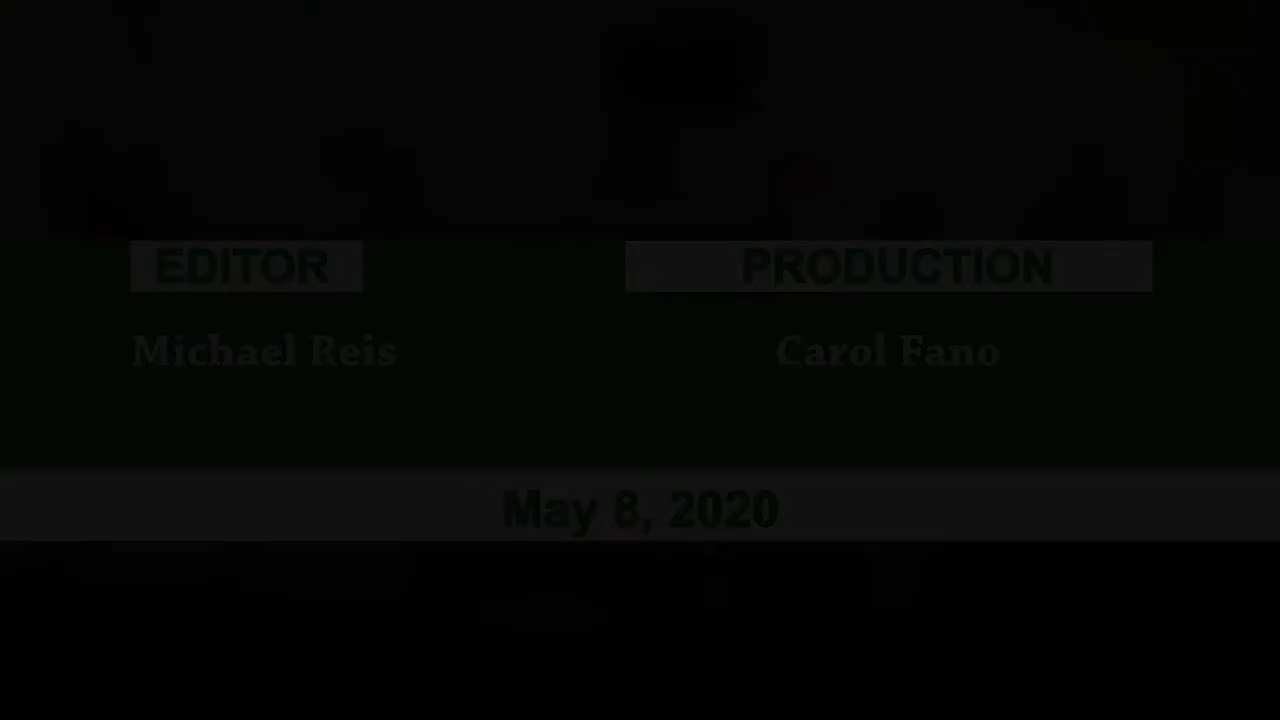 EDITOR
PRODUCTION
Michael Reis
Carol Fano
May 8, 2020